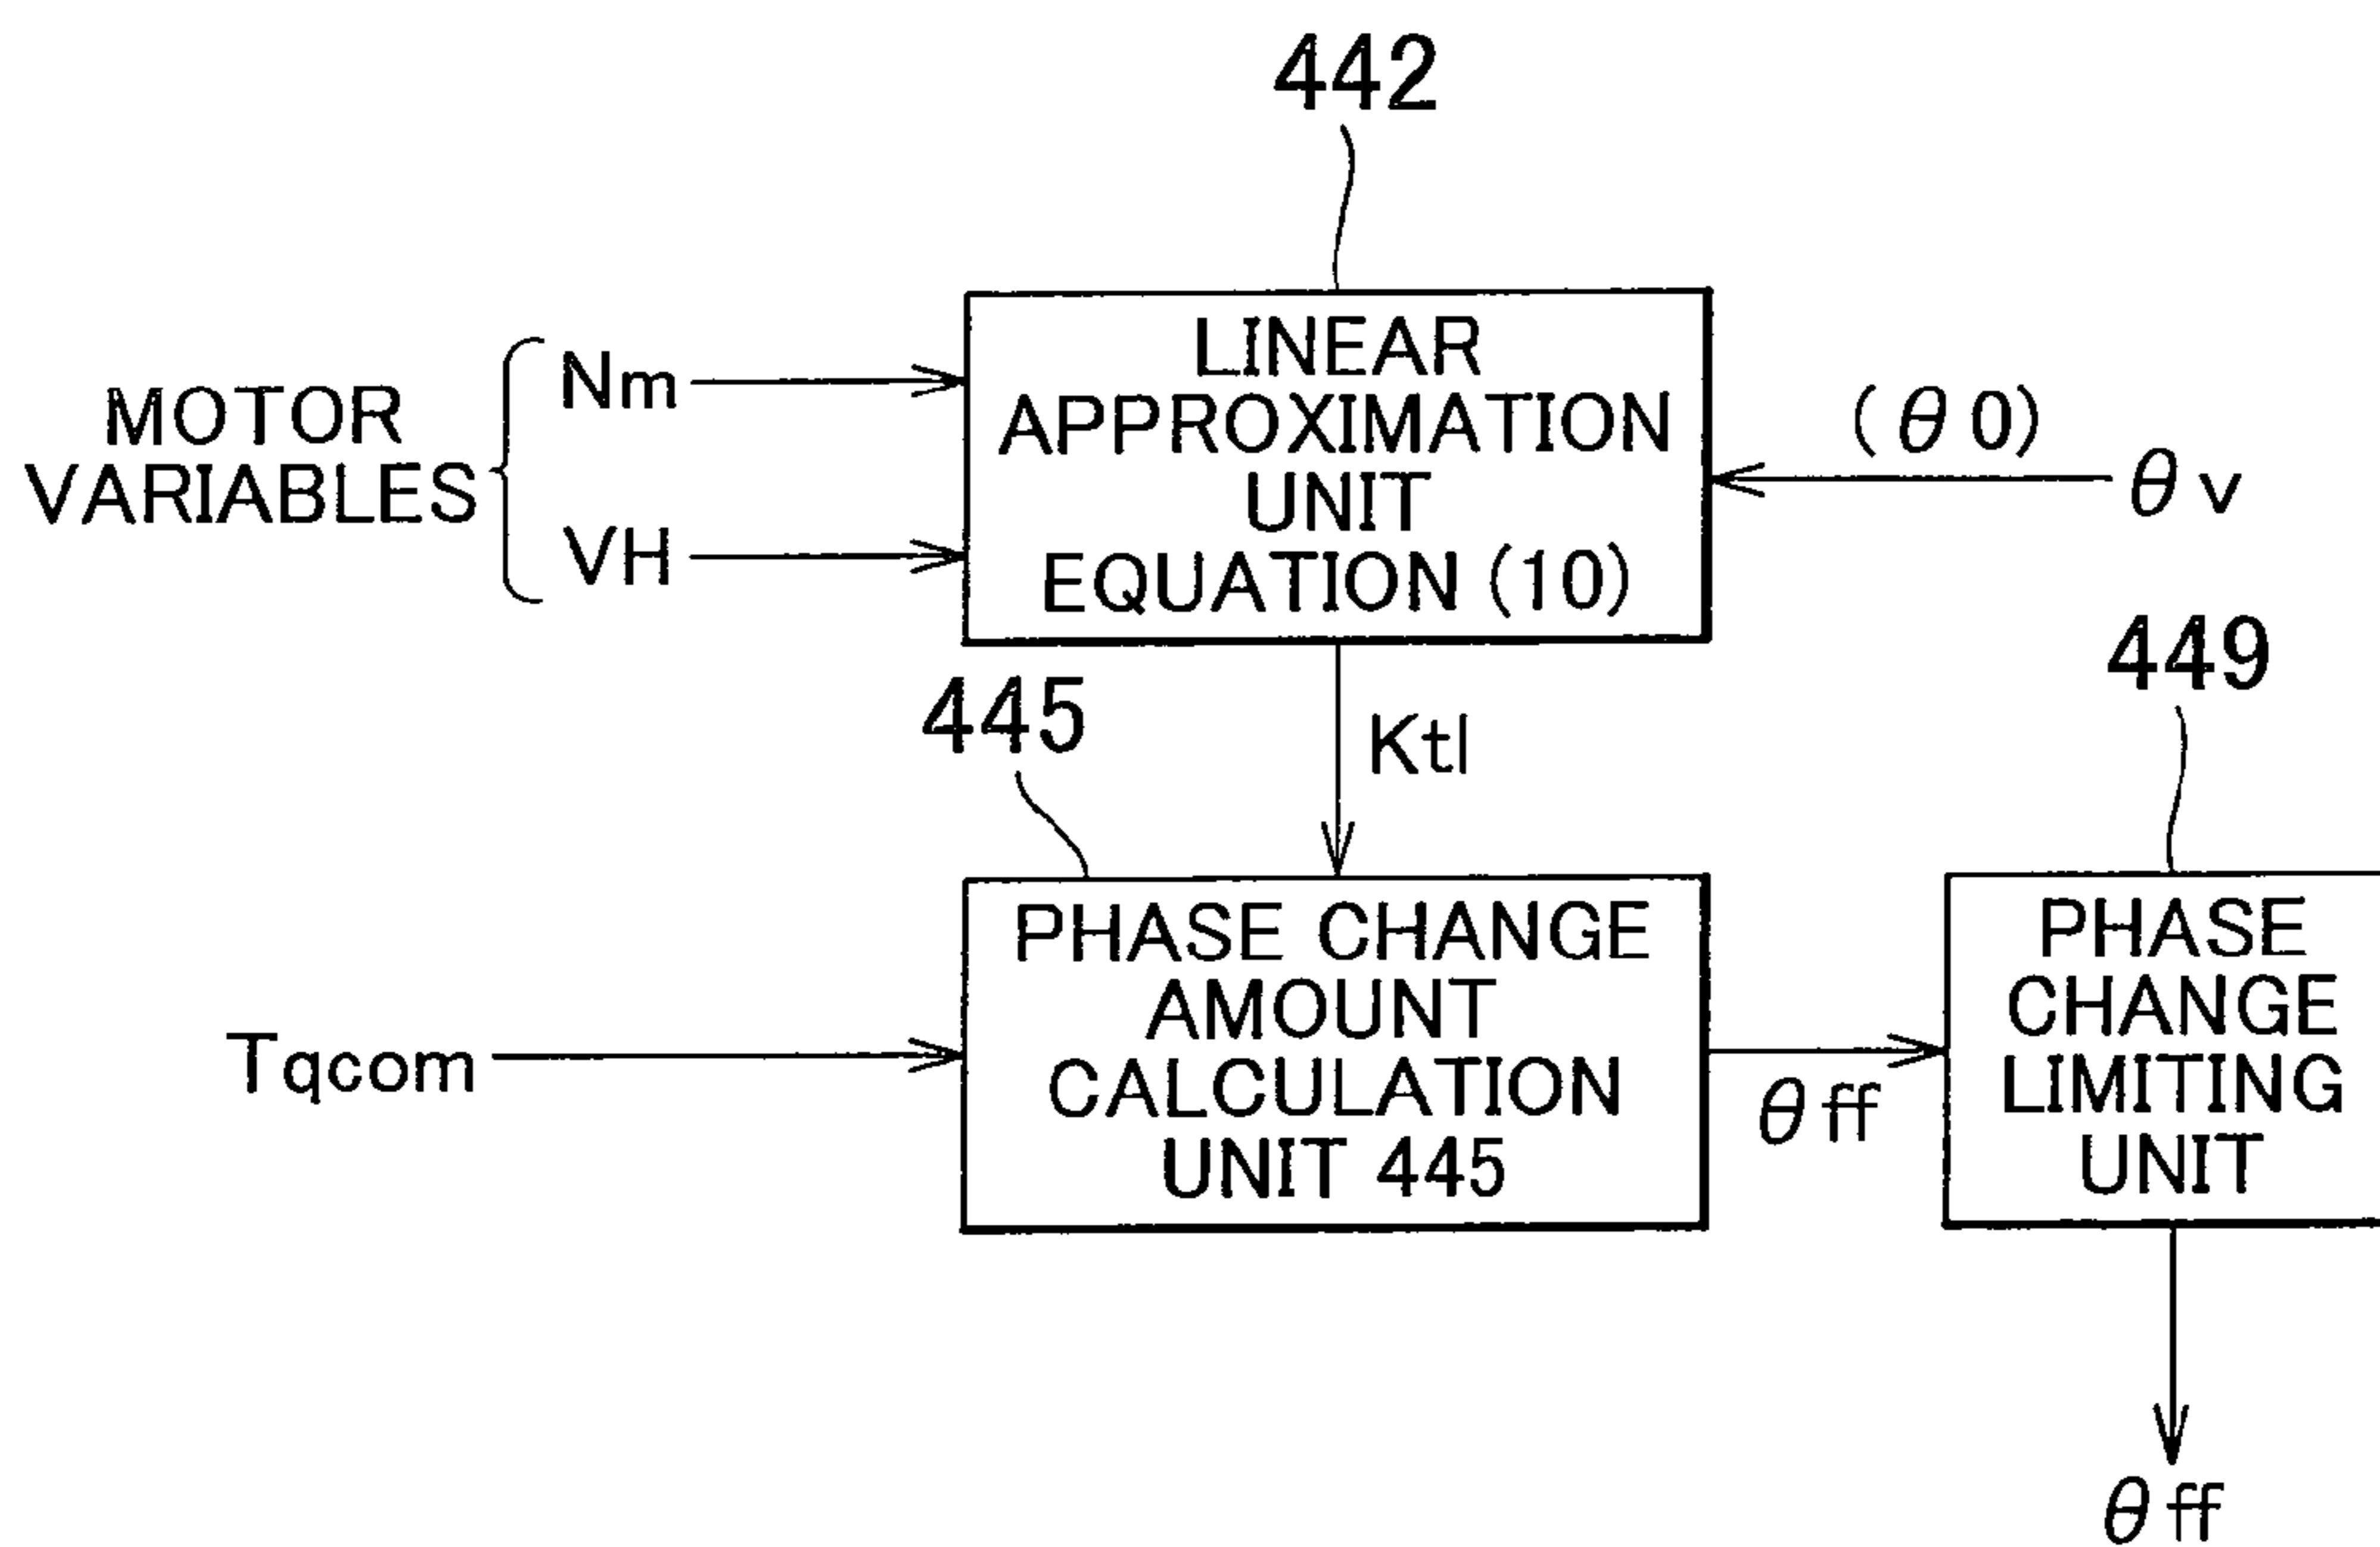 442
MOTOR
VARIABLES
Nm
VH
LINEAR
APPROXIMATION
UNIT
EQUATION (10)
(θ0)
θv
445
Ktl
449
Tqcom
PHASE CHANGE
AMOUNT
CALCULATION
UNIT 445
θff
PHASE
CHANGE
LIMITING
UNIT
θff